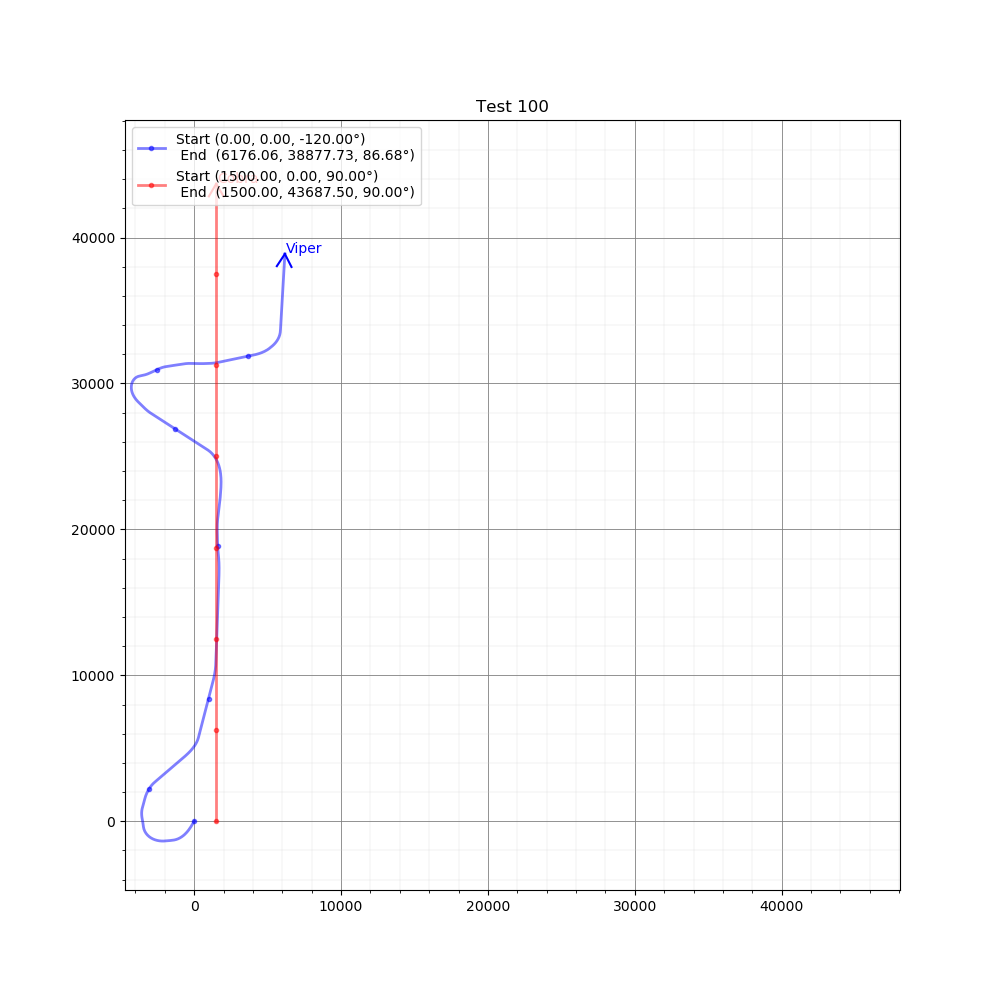 Test 100
Start (0.00, 0.00, -120.00°)
End (6176.06, 38877.73, 86.68°)
Start (1500.00, 0.00, 90.00°)
End (1500.00, 43687.50, 90.00°)
40000
Viper
30000
20000
10000
0
0 10000 20000 30000 40000